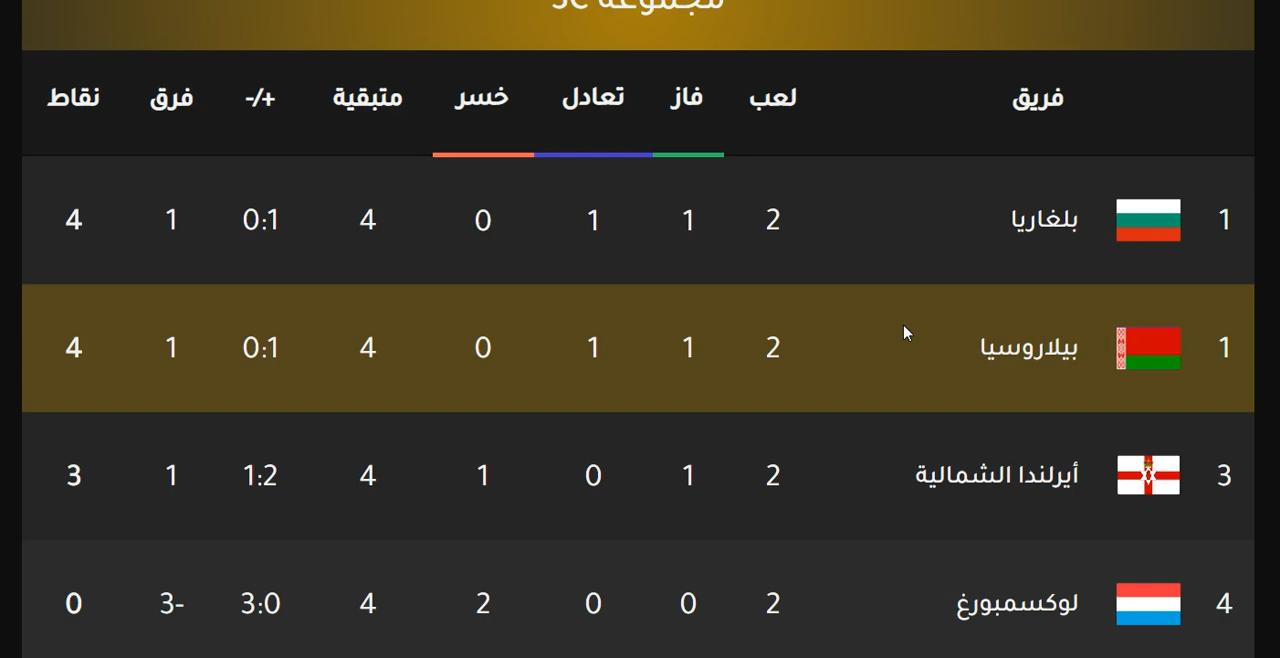 مجموعة 3C
فريق لعب فاز تعادل خسر متبقية +/- فرق نقاط
1 بلغاريا 2 1 1 0 4 0:1 1 4
1 بيلاروسيا 2 1 1 0 4 0:1 1 4
3 أيرلندا الشمالية 2 1 0 1 4 1:2 1 3
4 لوكسمبورغ 2 0 0 2 4 3:0 3- 0